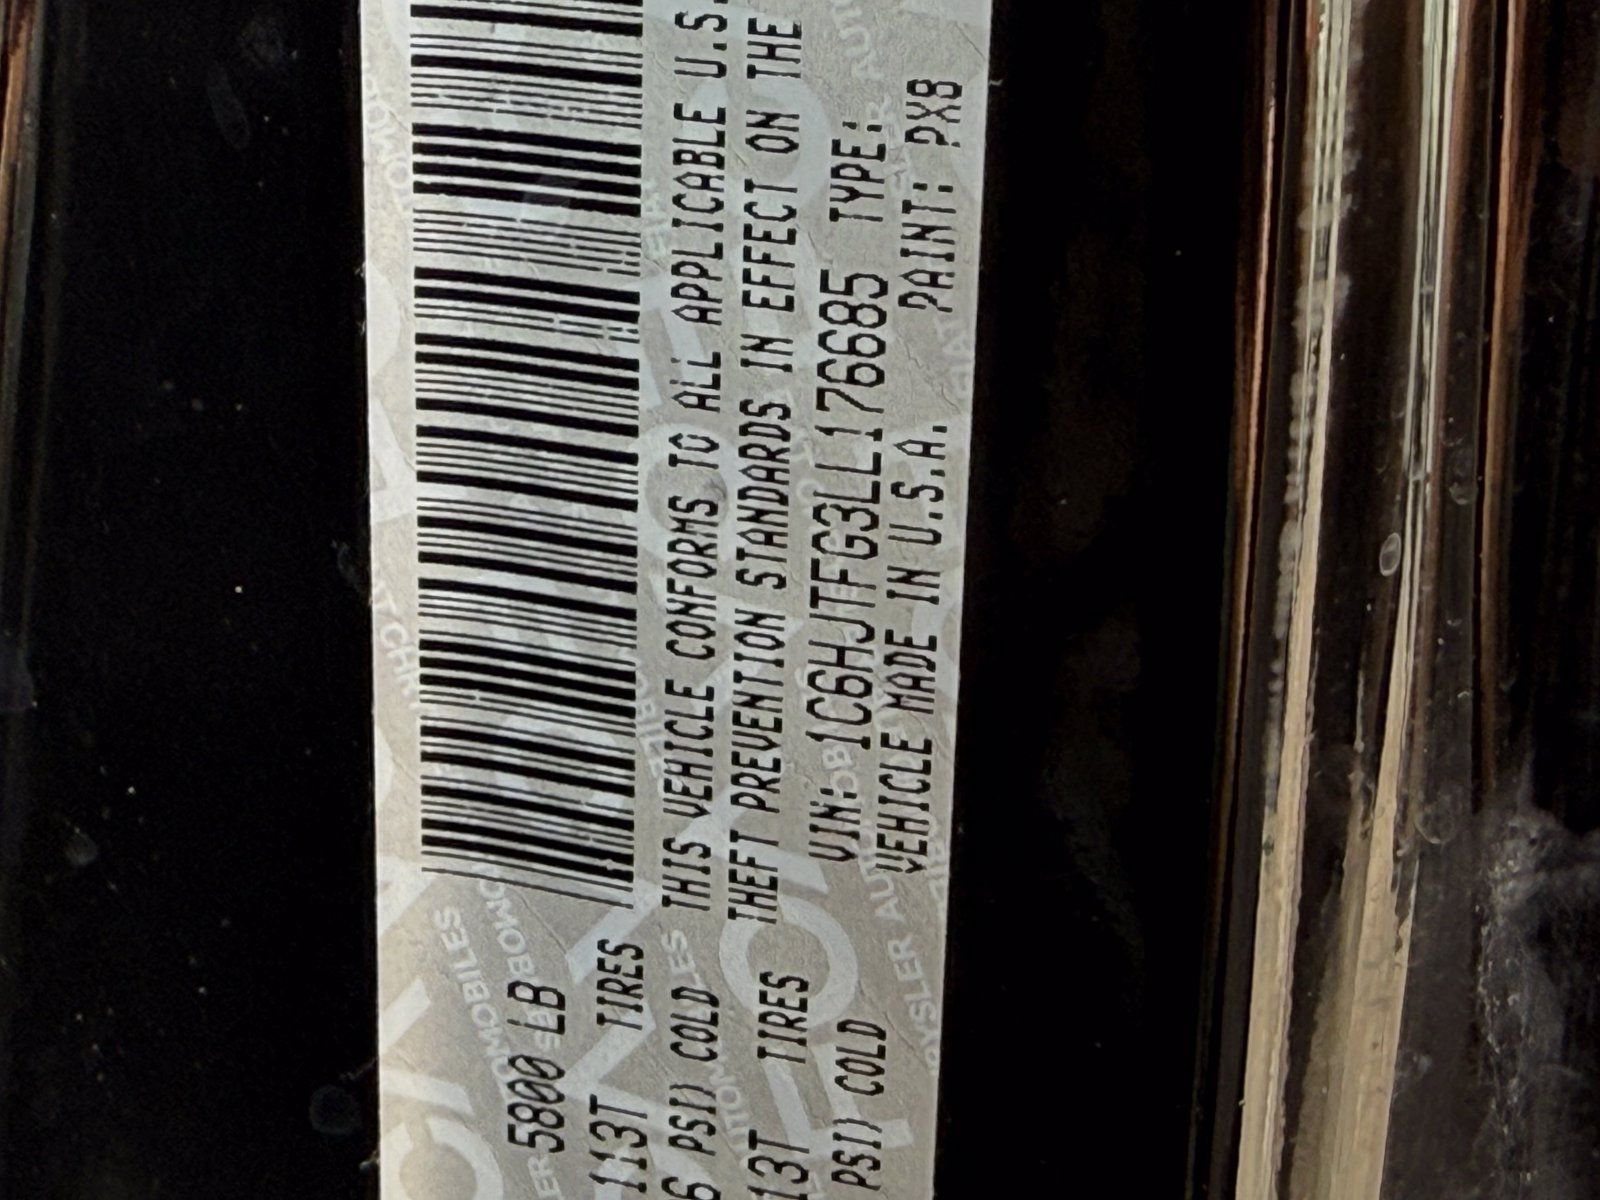 5800 LB
113T TIRES
6 PSI) COLD
13T TIRES
PSI) COLD
THIS VEHICLE CONFORMS TO ALL APPLICABLE U.S.
THEFT PREVENTION STANDARDS IN EFFECT ON THE
VIN: 1C6HJTFG3LL176685 TYPE:
VEHICLE MADE IN U.S.A. PAINT: PX8